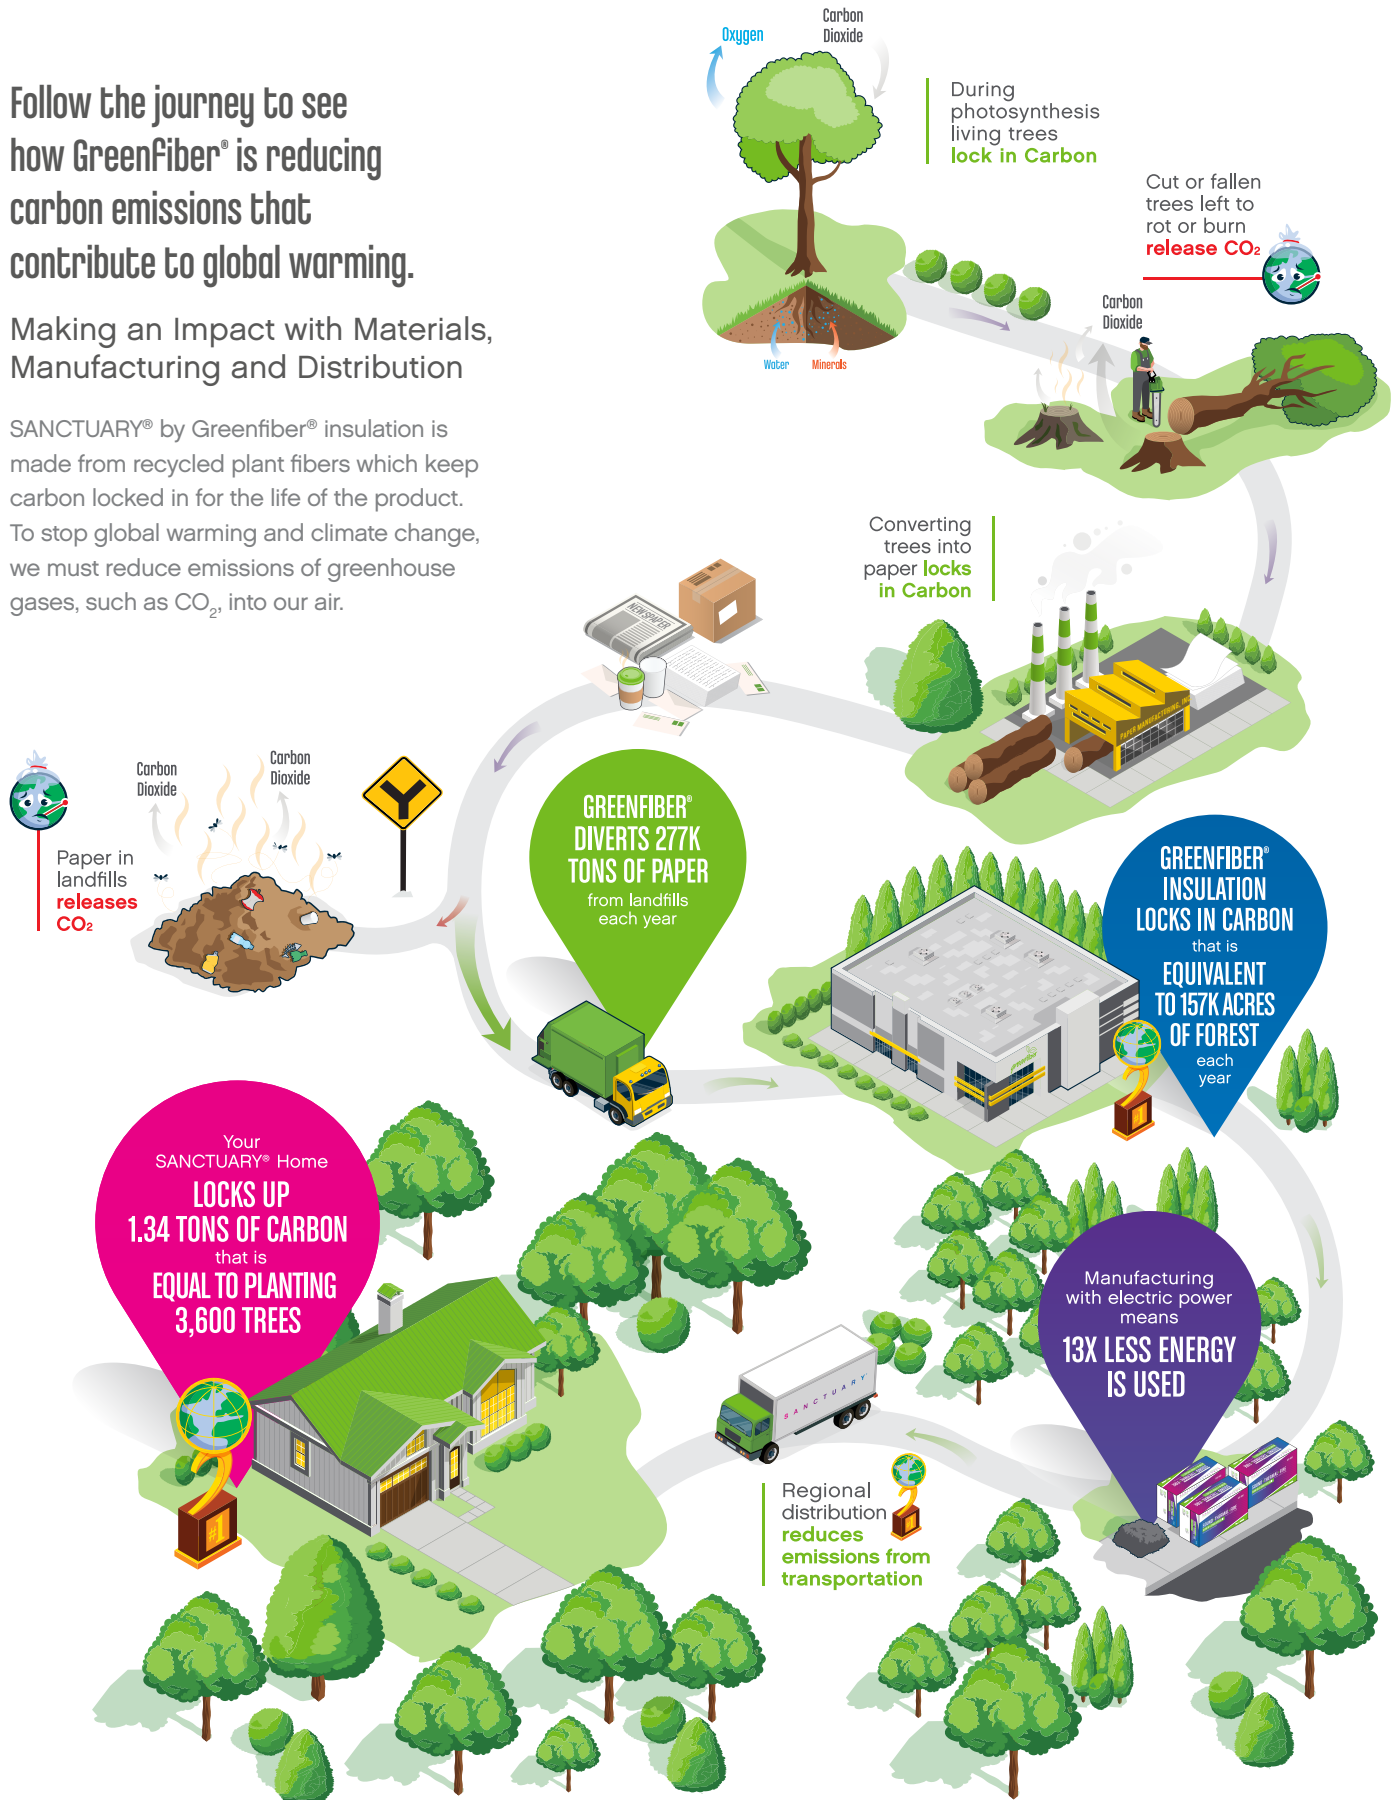 Follow the journey to see
how Greenfiber® is reducing
carbon emissions that
contribute to global warming.
Making an Impact with Materials,
Manufacturing and Distribution
SANCTUARY® by Greenfiber® insulation is
made from recycled plant fibers which keep
carbon locked in for the life of the product.
To stop global warming and climate change,
we must reduce emissions of greenhouse
gases, such as CO2, into our air.
Oxygen
Carbon
Dioxide
During
photosynthesis
living trees
lock in Carbon
Water
Minerals
Cut or fallen
trees left to
rot or burn
release CO2
Carbon
Dioxide
Converting
trees into
paper locks
in Carbon
PAPER MANUFACTURING, INC
NEWSPAPER
Carbon
Dioxide
Carbon
Dioxide
Paper in
landfills
releases
CO2
GREENFIBER®
DIVERTS 277K
TONS OF PAPER
from landfills
each year
GREENFIBER®
INSULATION
LOCKS IN CARBON
that is
EQUIVALENT
TO 157K ACRES
OF FOREST
each
year
#1
Manufacturing
with electric power
means
13X LESS ENERGY
IS USED
SANCTUARY
Regional
distribution
reduces
emissions from
transportation
Your
SANCTUARY® Home
LOCKS UP
1.34 TONS OF CARBON
that is
EQUAL TO PLANTING
3,600 TREES
#1